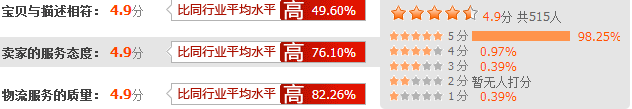 宝贝与描述相符： 4.9分 比同行业平均水平 高 49.60%
卖家的服务态度： 4.9分 比同行业平均水平 高 76.10%
物流服务的质量： 4.9分 比同行业平均水平 高 82.26%
4.9分 共515人
5分 98.25%
4分 0.97%
3分 0.39%
2分 暂无人打分
1分 0.39%